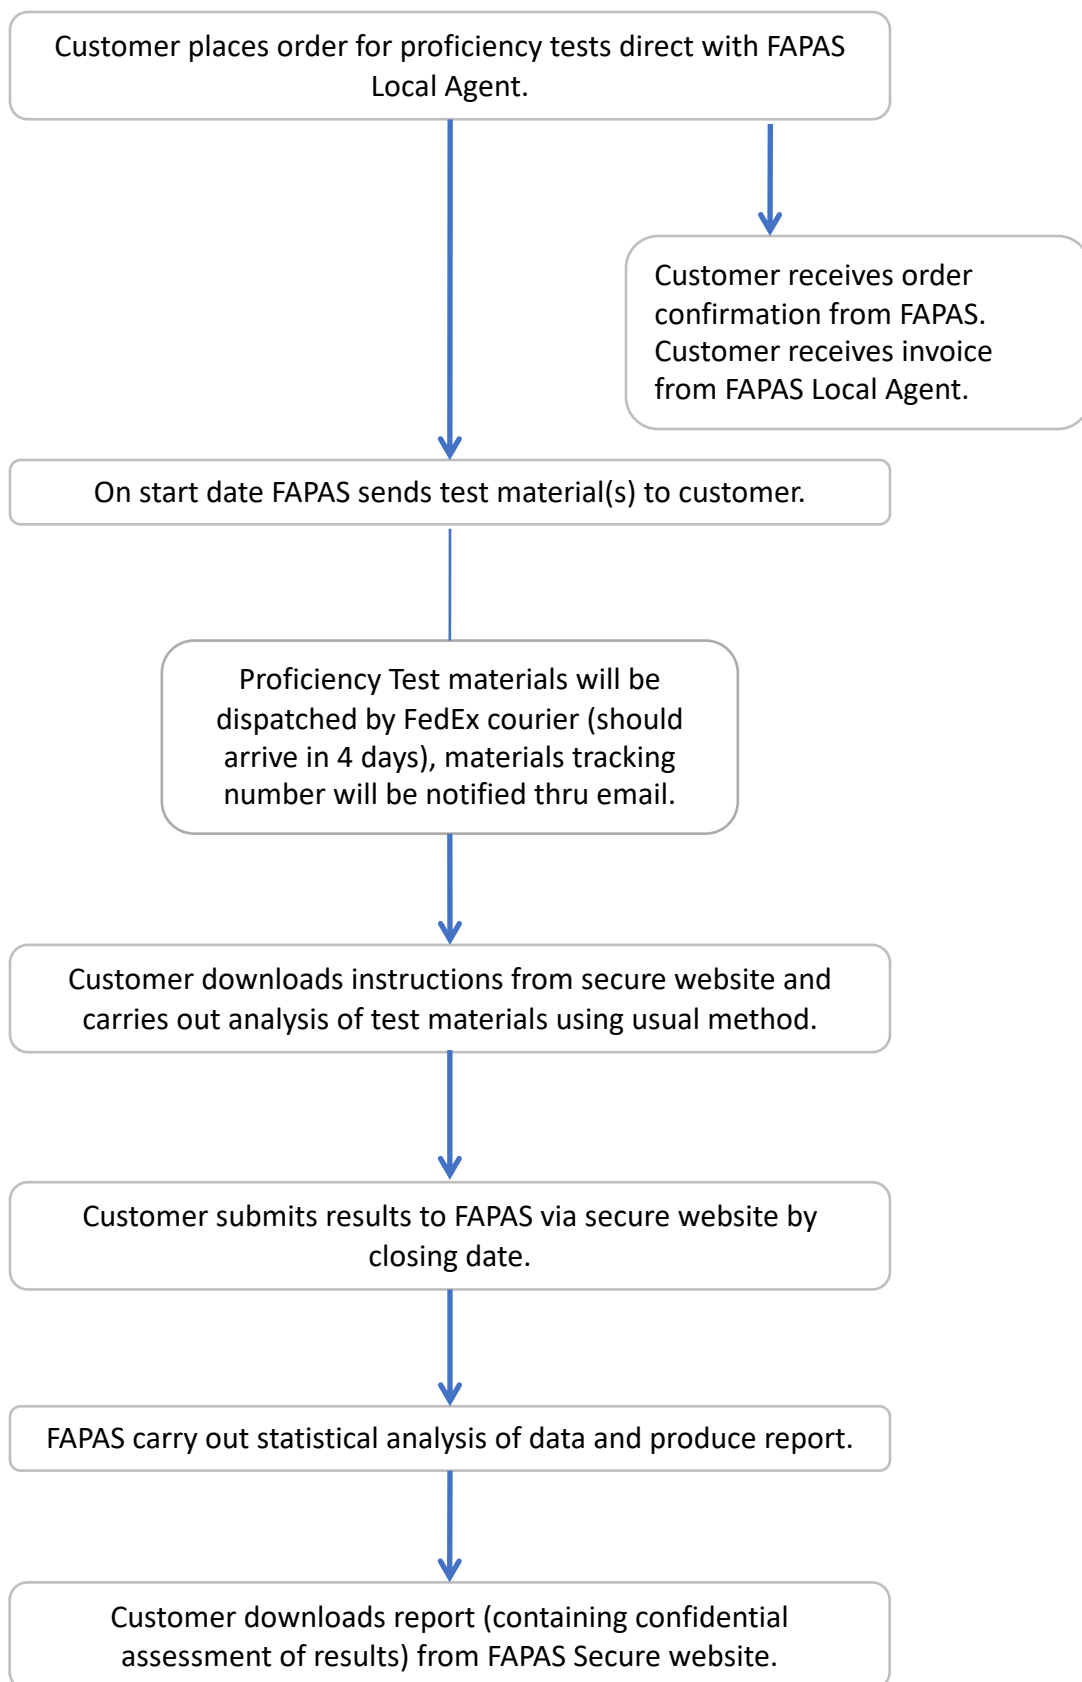 Customer places order for proficiency tests direct with FAPAS
Local Agent.
Customer receives order
confirmation from FAPAS.
Customer receives invoice
from FAPAS Local Agent.
On start date FAPAS sends test material(s) to customer.
Proficiency Test materials will be
dispatched by FedEx courier (should
arrive in 4 days), materials tracking
number will be notified thru email.
Customer downloads instructions from secure website and
carries out analysis of test materials using usual method.
Customer submits results to FAPAS via secure website by
closing date.
FAPAS carry out statistical analysis of data and produce report.
Customer downloads report (containing confidential
assessment of results) from FAPAS Secure website.